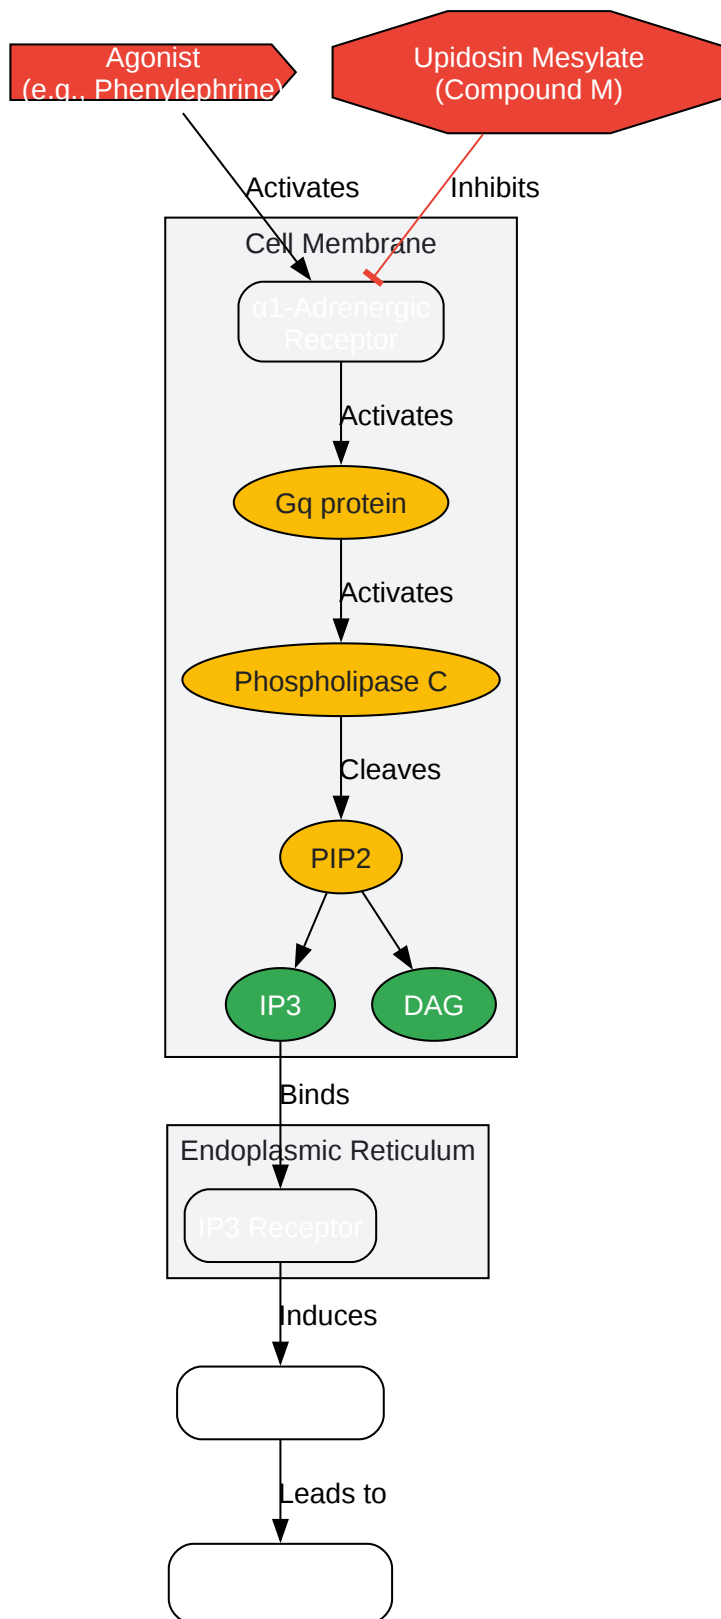 Agonist
(e.g., Phenylephrine)
Upidosin Mesylate
(Compound M)
Activates
Inhibits
Cell Membrane
α1-Adrenergic
Receptor
Activates
Gq protein
Activates
Phospholipase C
Cleaves
PIP2
IP3
DAG
Binds
Endoplasmic Reticulum
IP3 Receptor
Induces
Leads to